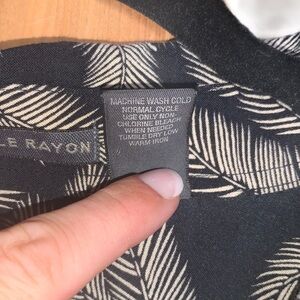 LE RAYON
MACHINE WASH COLD
NORMAL CYCLE
USE ONLY NON-
CHLORINE BLEACH
WHEN NEEDED
TUMBLE DRY LOW
WARM IRON